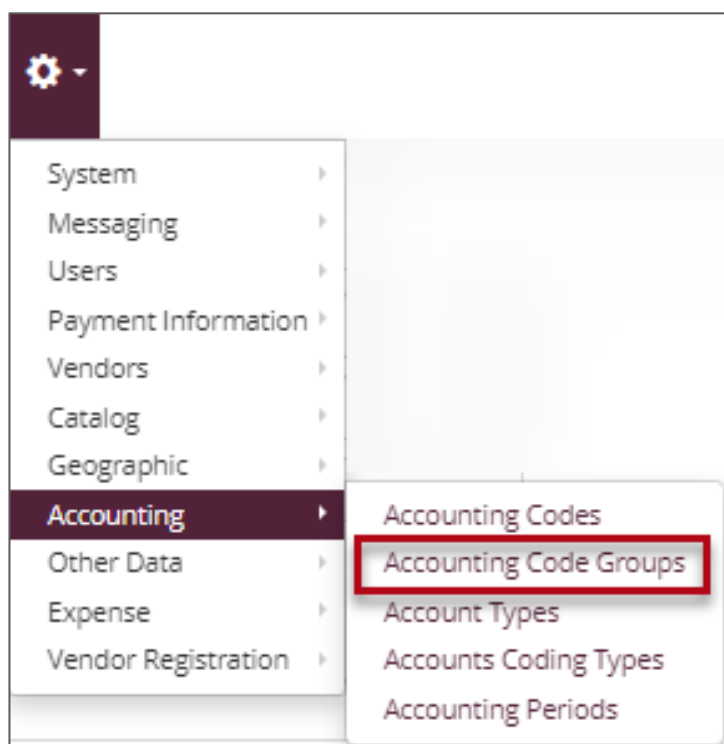 System
Messaging
Users
Payment Information
Vendors
Catalog
Geographic
Accounting
Other Data
Expense
Vendor Registration
Accounting Codes
Accounting Code Groups
Account Types
Accounts Coding Types
Accounting Periods